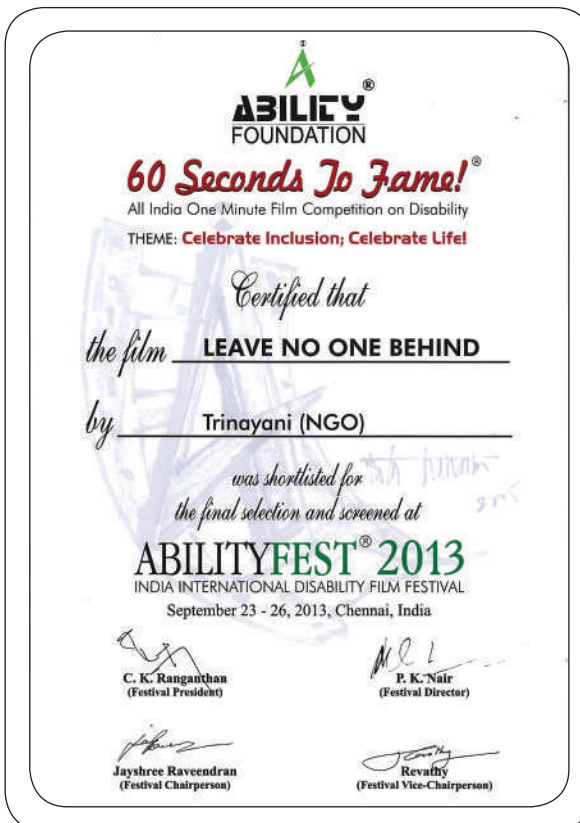 ABILITY®
FOUNDATION
60 Seconds To Fame!®
All India One Minute Film Competition on Disability
THEME: Celebrate Inclusion; Celebrate Life!
Certified that
the film LEAVE NO ONE BEHIND
by Trinayani (NGO)
was shortlisted for
the final selection and screened at
ABILITYFEST® 2013
INDIA INTERNATIONAL DISABILITY FILM FESTIVAL
September 23 - 26, 2013, Chennai, India
C. K. Ranganthan
(Festival President)
P. K. Nair
(Festival Director)
Jayshree Raveendran
(Festival Chairperson)
Revathy
(Festival Vice-Chairperson)